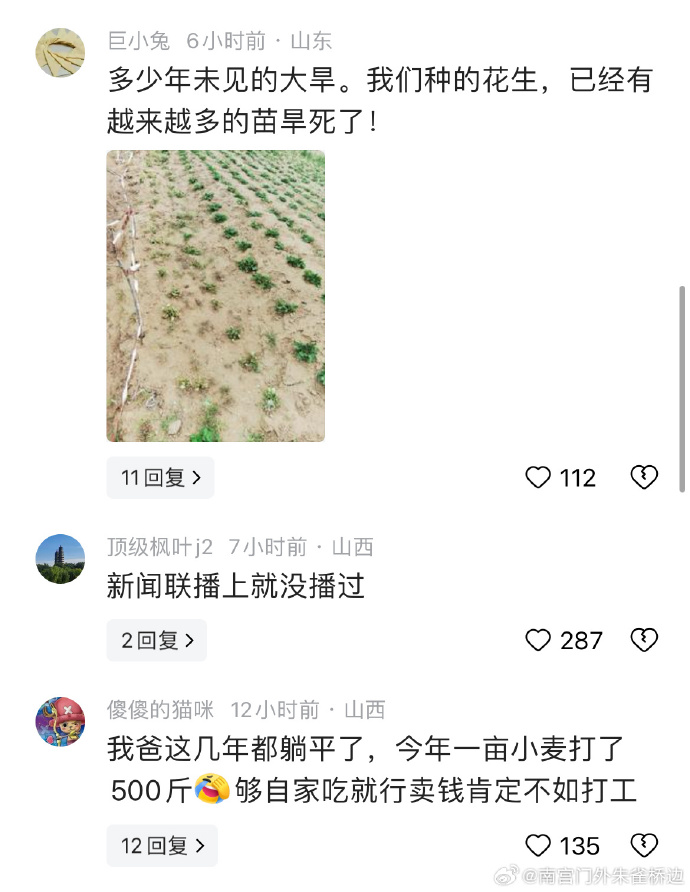 巨小兔 6小时前 · 山东
多少年未见的大旱。我们种的花生，已经有
越来越多的苗旱死了！
11回复 >
112
顶级枫叶j2 7小时前 · 山西
新闻联播上就没播过
2回复 >
287
傻傻的猫咪 12小时前 · 山西
我爸这几年都躺平了，今年一亩小麦打了
500斤🤣够自家吃就行卖钱肯定不如打工
12回复 >
135
@南宫门外朱雀桥边